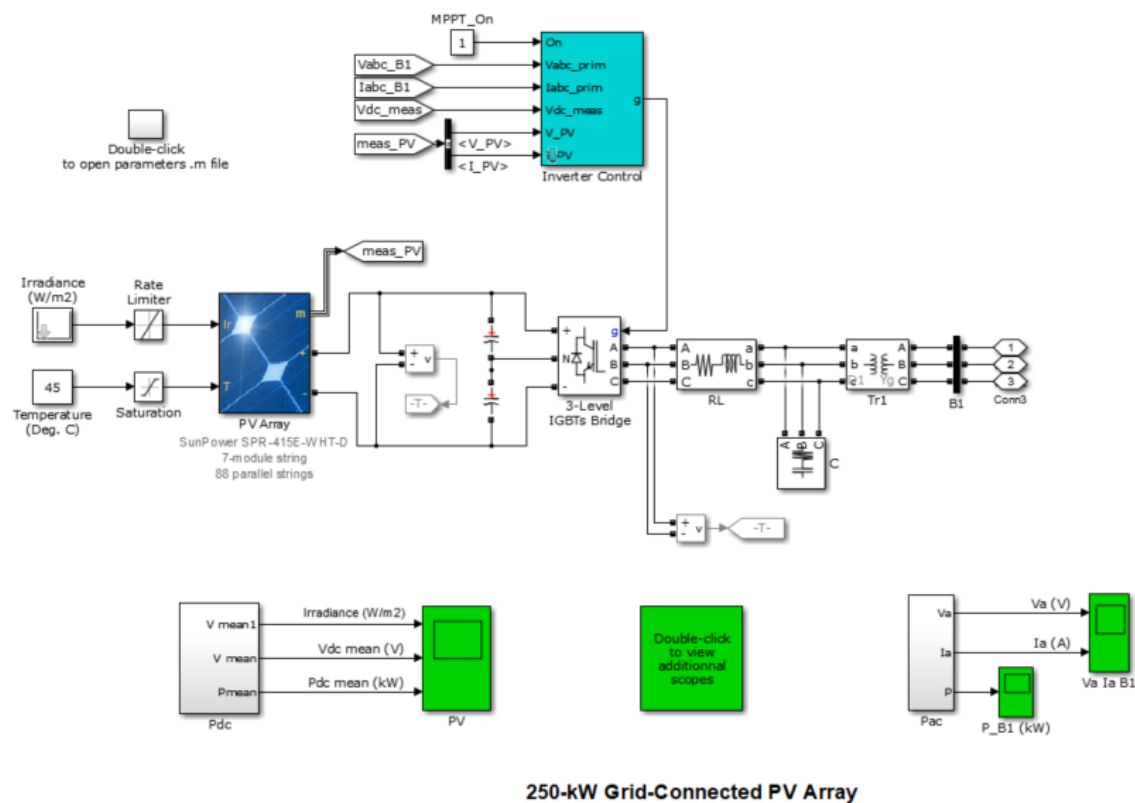 MPPT_On
1
On
Vabc_B1
Vabc_prim
Iabc_B1
Iabc_prim
Vdc_meas
Vdc_meas
g
meas_PV
<V_PV>
V_PV
<I_PV>
PV
Inverter Control
Double-click
to open parameters .m file
meas_PV
Irradiance
(W/m2)
Rate
Limiter
Ir
m
+
T
-
45
Temperature
(Deg. C)
Saturation
PV Array
SunPower SPR-415E-WHT-D
7-module string
88 parallel strings
+
-
v
-T-
+
N
-
g
A
B
C
3-Level
IGBTs Bridge
A
B
C
a
b
c
RL
A B C
C
a
b
Yg
A
B
C
Tr1
B1
1
2
3
Conn3
+
-
v
-T-
V mean1
V mean
Pmean
Pdc
Irradiance (W/m2)
Vdc mean (V)
Pdc mean (kW)
PV
Double-click
to view
additionnal
scopes
Va
Ia
P
Pac
Va (V)
Ia (A)
Va Ia B1
P_B1 (kW)
250-kW Grid-Connected PV Array